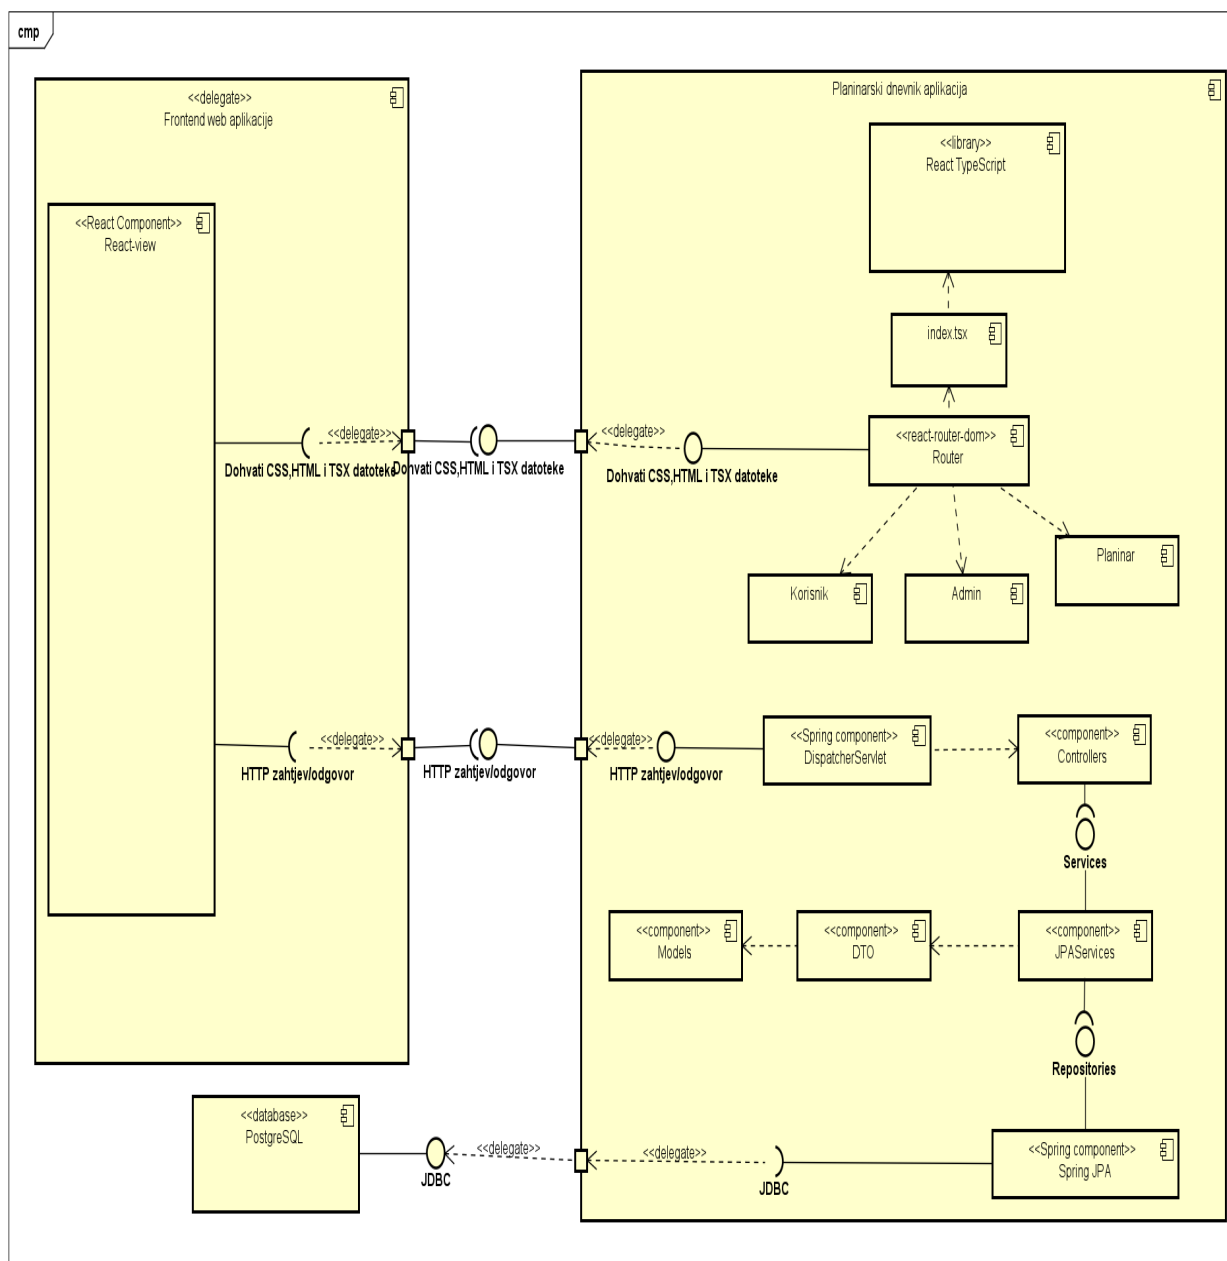 cmp
<<delegate>>
Frontend web aplikacije
<<React Component>>
React-view
<<delegate>>
Dohvati CSS,HTML i TSX datoteke
Dohvati CSS,HTML i TSX datoteke
<<delegate>>
HTTP zahtjev/odgovor
HTTP zahtjev/odgovor
Planinarski dnevnik aplikacija
<<library>>
React TypeScript
index.tsx
<<react-router-dom>>
Router
<<delegate>>
Dohvati CSS,HTML i TSX datoteke
Korisnik
Admin
Planinar
<<delegate>>
HTTP zahtjev/odgovor
<<Spring component>>
DispatcherServlet
<<component>>
Controllers
Services
<<component>>
Models
<<component>>
DTO
<<component>>
JPAServices
Repositories
<<Spring component>>
Spring JPA
JDBC
<<delegate>>
<<delegate>>
JDBC
<<database>>
PostgreSQL